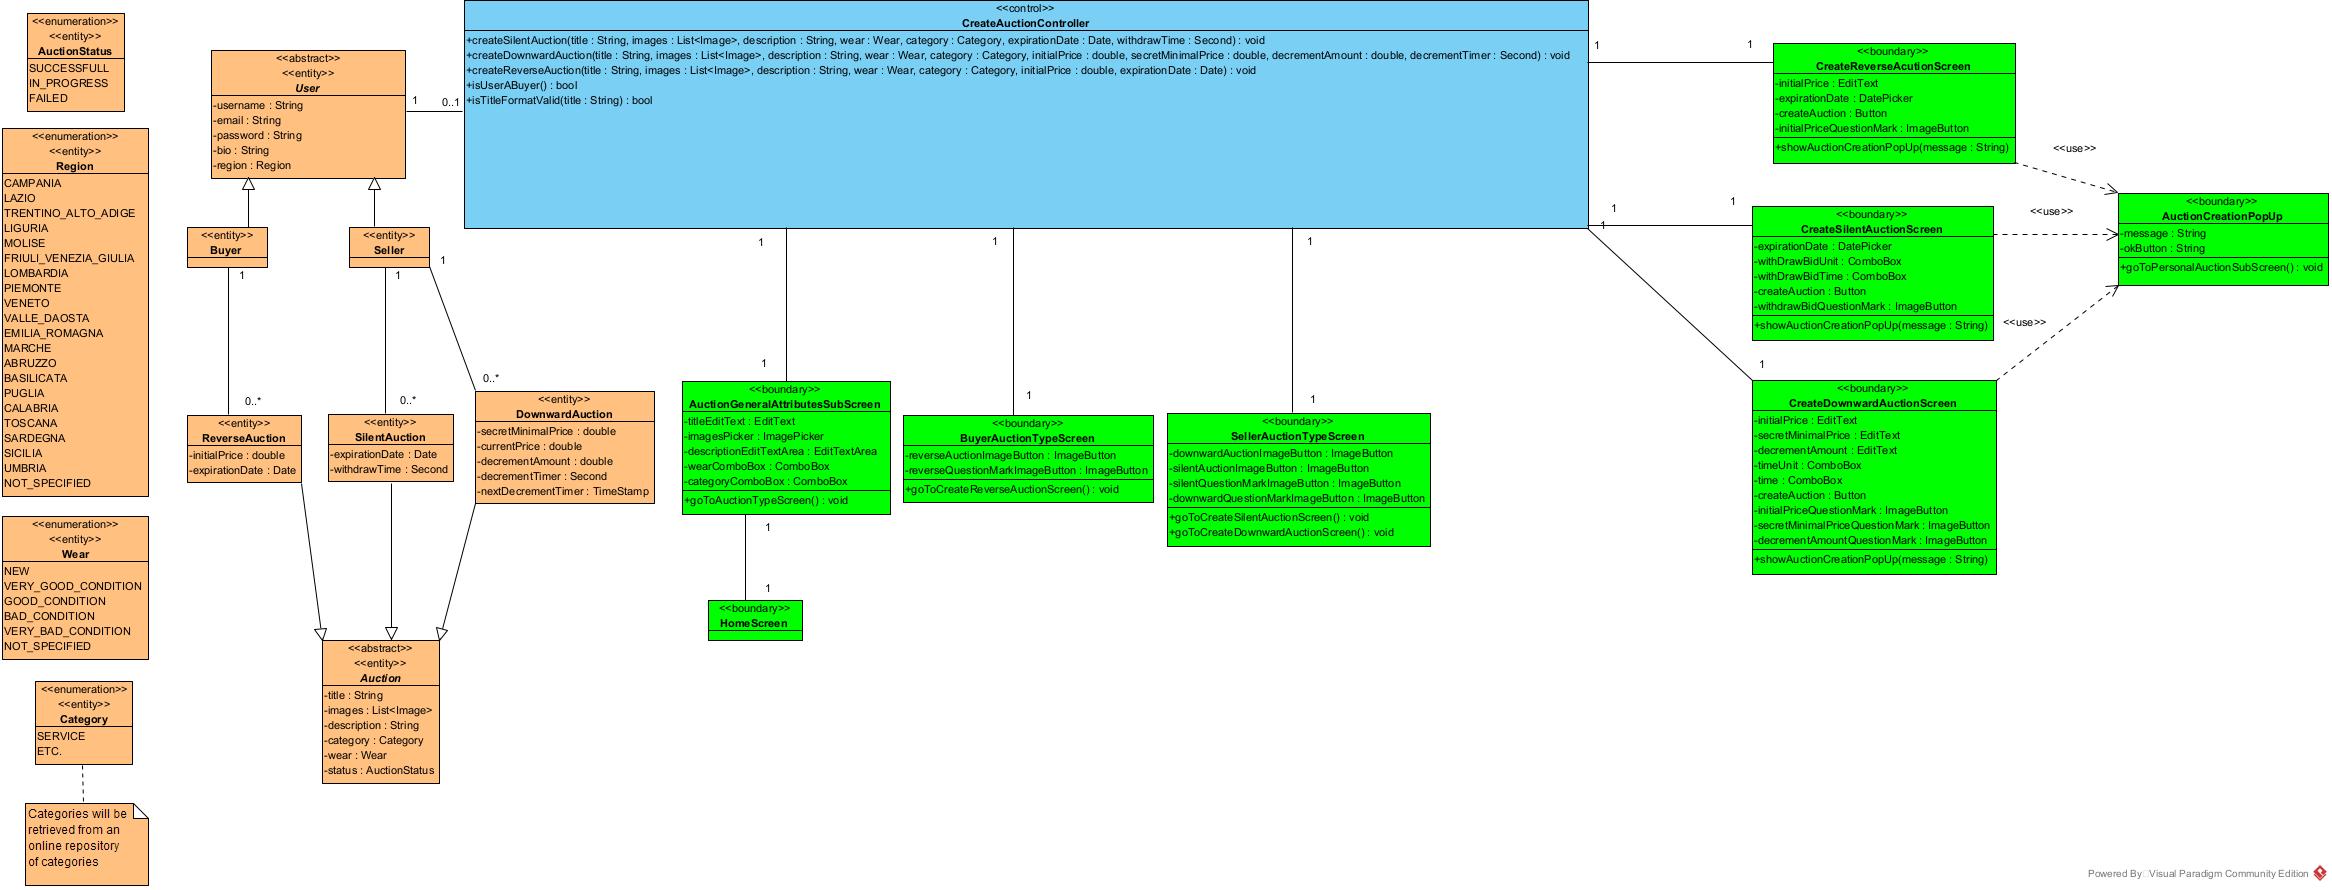 <<enumeration>>
<<entity>>
AuctionStatus
SUCCESSFULL
IN_PROGRESS
FAILED
<<enumeration>>
<<entity>>
Region
CAMPANIA
LAZIO
TRENTINO_ALTO_ADIGE
LIGURIA
MOLISE
FRIULI_VENEZIA_GIULIA
LOMBARDIA
PIEMONTE
VENETO
VALLE_DAOSTA
EMILIA_ROMAGNA
MARCHE
ABRUZZO
BASILICATA
PUGLIA
CALABRIA
TOSCANA
SARDEGNA
SICILIA
UMBRIA
NOT_SPECIFIED
<<enumeration>>
<<entity>>
Wear
NEW
VERY_GOOD_CONDITION
GOOD_CONDITION
BAD_CONDITION
VERY_BAD_CONDITION
NOT_SPECIFIED
<<enumeration>>
<<entity>>
Category
SERVICE
ETC.
Categories will be
retrieved from an
online repository
of categories
<<abstract>>
<<entity>>
User
-username : String
-email : String
-password : String
-bio : String
-region : Region
1
0..1
<<entity>>
Buyer
1
<<entity>>
Seller
1
1
0..*
0..*
0..*
<<entity>>
ReverseAuction
-initialPrice : double
-expirationDate : Date
<<entity>>
SilentAuction
-expirationDate : Date
-withdrawTime : Second
<<entity>>
DownwardAuction
-secretMinimalPrice : double
-currentPrice : double
-decrementAmount : double
-decrementTimer : Second
-nextDecrementTimer : TimeStamp
<<abstract>>
<<entity>>
Auction
-title : String
-images : List<Image>
-description : String
-category : Category
-wear : Wear
-status : AuctionStatus
<<control>>
CreateAuctionController
+createSilentAuction(title : String, images : List<Image>, description : String, wear : Wear, category : Category, expirationDate : Date, withdrawTime : Second) : void
+createDownwardAuction(title : String, images : List<Image>, description : String, wear : Wear, category : Category, initialPrice : double, secretMinimalPrice : double, decrementAmount : double, decrementTimer : Second) : void
+createReverseAuction(title : String, images : List<Image>, description : String, wear : Wear, category : Category, initialPrice : double, expirationDate : Date) : void
+isUserABuyer() : bool
+isTitleFormatValid(title : String) : bool
1
1
1
1
1
1
<<boundary>>
AuctionGeneralAttributesSubScreen
-titleEditText : EditText
-imagesPicker : ImagePicker
-descriptionEditTextArea : EditTextArea
-wearComboBox : ComboBox
-categoryComboBox : ComboBox
+goToAuctionTypeScreen() : void
1
1
<<boundary>>
HomeScreen
<<boundary>>
BuyerAuctionTypeScreen
-reverseAuctionImageButton : ImageButton
-reverseQuestionMarkImageButton : ImageButton
+goToCreateReverseAuctionScreen() : void
<<boundary>>
SellerAuctionTypeScreen
-downwardAuctionImageButton : ImageButton
-silentAuctionImageButton : ImageButton
-silentQuestionMarkImageButton : ImageButton
-downwardQuestionMarkImageButton : ImageButton
+goToCreateSilentAuctionScreen() : void
+goToCreateDownwardAuctionScreen() : void
1
1
<<boundary>>
CreateReverseAcutionScreen
-initialPrice : EditText
-expirationDate : DatePicker
-createAuction : Button
-initialPriceQuestionMark : ImageButton
+showAuctionCreationPopUp(message : String)
<<use>>
1
1
1
<<boundary>>
CreateSilentAuctionScreen
-expirationDate : DatePicker
-withDrawBidUnit : ComboBox
-withDrawBidTime : ComboBox
-createAuction : Button
-withdrawBidQuestionMark : ImageButton
+showAuctionCreationPopUp(message : String)
<<use>>
<<use>>
1
<<boundary>>
CreateDownwardAuctionScreen
-initialPrice : EditText
-secretMinimalPrice : EditText
-decrementAmount : EditText
-timeUnit : ComboBox
-time : ComboBox
-createAuction : Button
-initialPriceQuestionMark : ImageButton
-secretMinimalPriceQuestionMark : ImageButton
-decrementAmountQuestionMark : ImageButton
+showAuctionCreationPopUp(message : String)
<<boundary>>
AuctionCreationPopUp
-message : String
-okButton : String
+goToPersonalAuctionSubScreen() : void
Powered By Visual Paradigm Community Edition